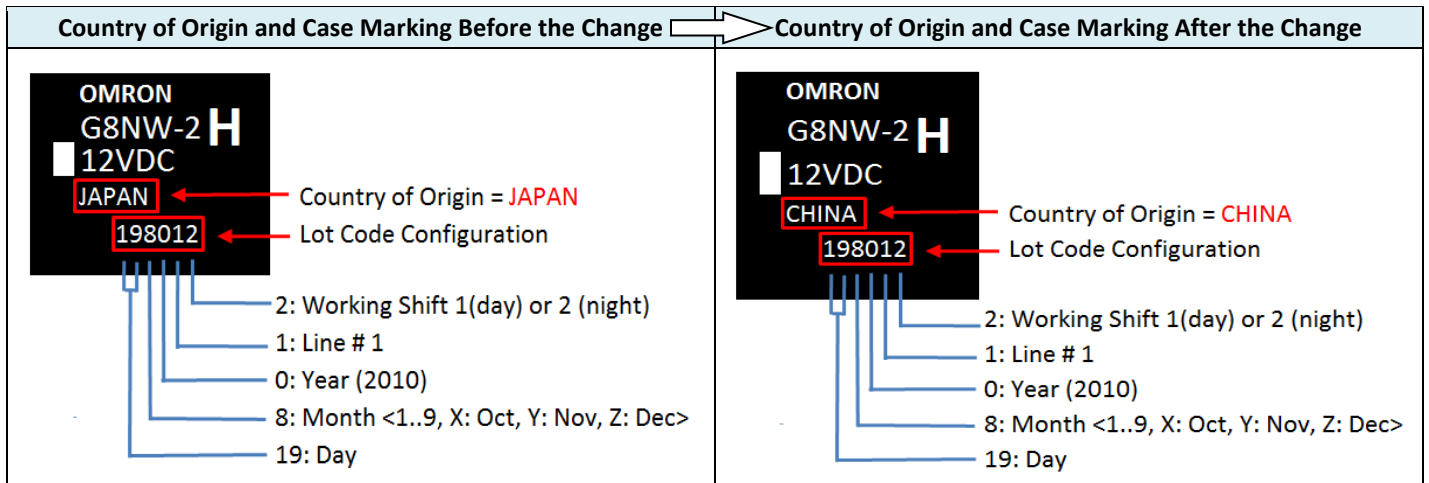 Country of Origin and Case Marking Before the Change
OMRON
G8NW-2 H
12VDC
JAPAN
Country of Origin = JAPAN
198012
Lot Code Configuration
2: Working Shift 1(day) or 2 (night)
1: Line # 1
0: Year (2010)
8: Month <1..9, X: Oct, Y: Nov, Z: Dec>
19: Day
Country of Origin and Case Marking After the Change
OMRON
G8NW-2 H
12VDC
CHINA
Country of Origin = CHINA
198012
Lot Code Configuration
2: Working Shift 1(day) or 2 (night)
1: Line # 1
0: Year (2010)
8: Month <1..9, X: Oct, Y: Nov, Z: Dec>
19: Day